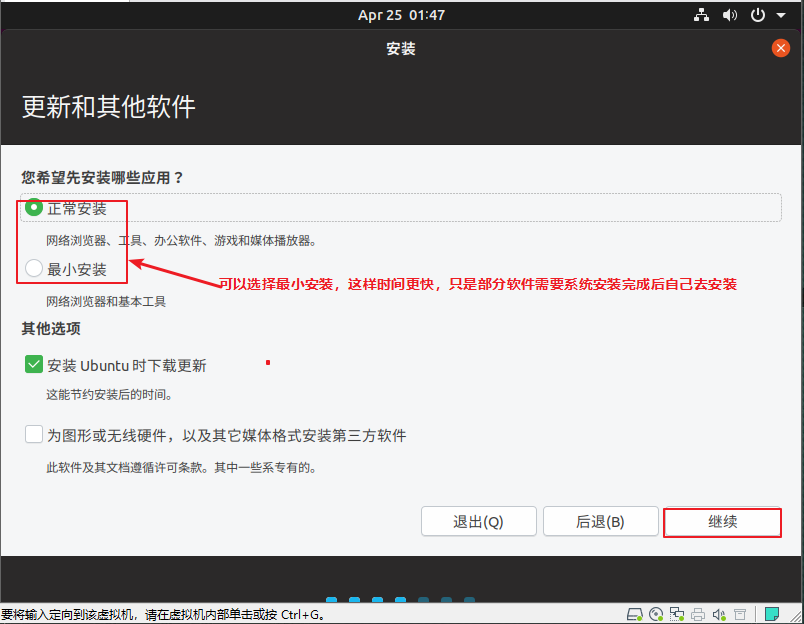 Apr 25 01:47
安装
更新和其他软件
您希望先安装哪些应用？
正常安装
网络浏览器、工具、办公软件、游戏和媒体播放器。
最小安装
可以选择最小安装，这样时间更快，只是部分软件需要系统安装完成后自己去安装
网络浏览器和基本工具
其他选项
安装 Ubuntu 时下载更新
这能节约安装后的时间。
为图形或无线硬件，以及其它媒体格式安装第三方软件
此软件及其文档遵循许可条款。其中一些系专有的。
退出(Q) 后退(B) 继续
要将输入定向到该虚拟机，请在虚拟机内部单击或按 Ctrl+G。